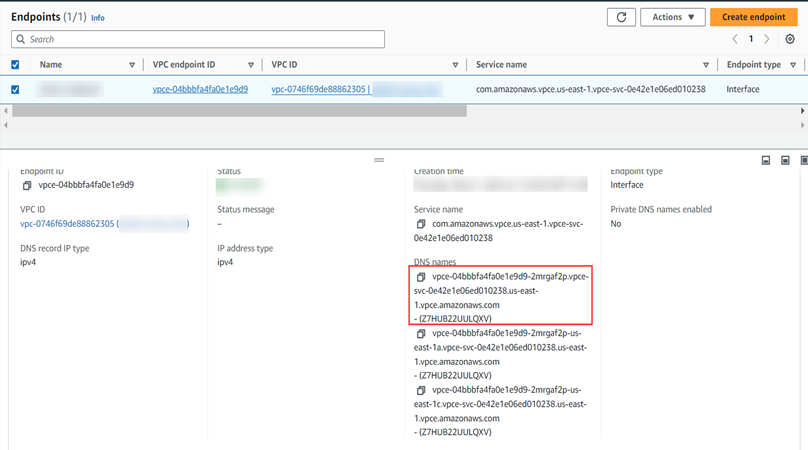 Endpoints (1/1) Info
Actions
Create endpoint
Search
1
Name
VPC endpoint ID
VPC ID
Service name
Endpoint type
vpce-04bbbfa4fa0e1e9d9
vpc-0746f69de88862305 |
com.amazonaws.vpce.us-east-1.vpce-svc-0e42e1e06ed010238
Interface
Endpoint ID
vpce-04bbbfa4fa0e1e9d9
VPC ID
vpc-0746f69de88862305 (
)
DNS record IP type
ipv4
Status
Status message
–
IP address type
ipv4
Creation time
Service name
com.amazonaws.vpce.us-east-1.vpce-svc-
0e42e1e06ed010238
DNS names
vpce-04bbbfa4fa0e1e9d9-2mrgaf2p.vpce-
svc-0e42e1e06ed010238.us-east-
1.vpce.amazonaws.com
- (Z7HUB22UULQXV)
vpce-04bbbfa4fa0e1e9d9-2mrgaf2p-us-
east-1a.vpce-svc-0e42e1e06ed010238.us-east-
1.vpce.amazonaws.com
- (Z7HUB22UULQXV)
vpce-04bbbfa4fa0e1e9d9-2mrgaf2p-us-
east-1c.vpce-svc-0e42e1e06ed010238.us-east-
1.vpce.amazonaws.com
- (Z7HUB22UULQXV)
Endpoint type
Interface
Private DNS names enabled
No